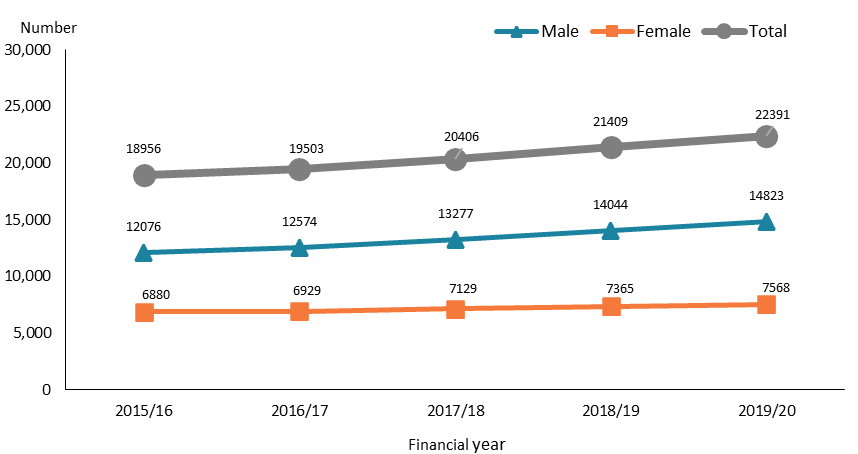 Number
Male Female Total
30,000
25,000
20,000
15,000
10,000
5,000
0
18956 19503 20406 21409 22391
12076 12574 13277 14044 14823
6880 6929 7129 7365 7568
2015/16 2016/17 2017/18 2018/19 2019/20
Financial year